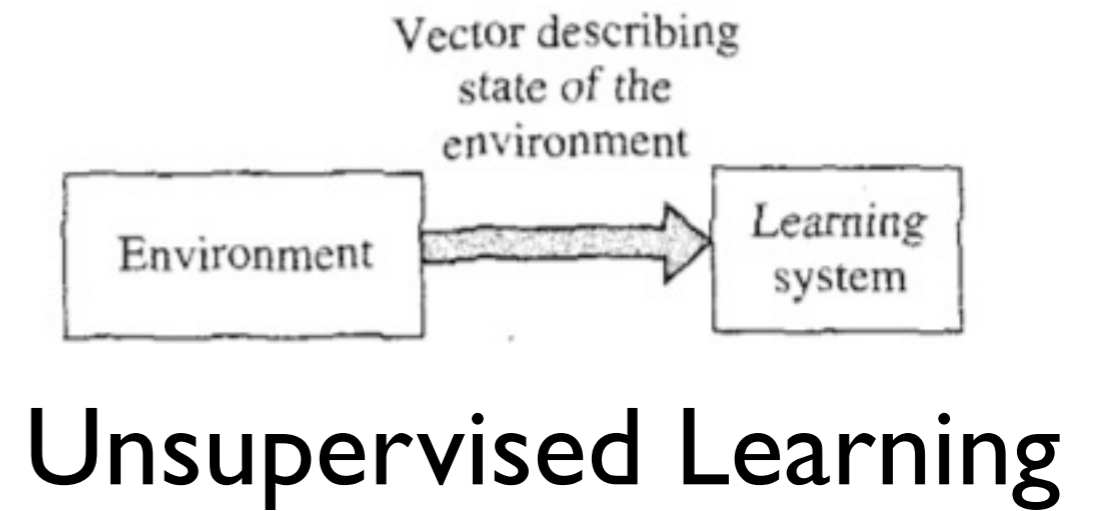 Vector describing
state of the
environment
Environment
Learning
system
Unsupervised Learning